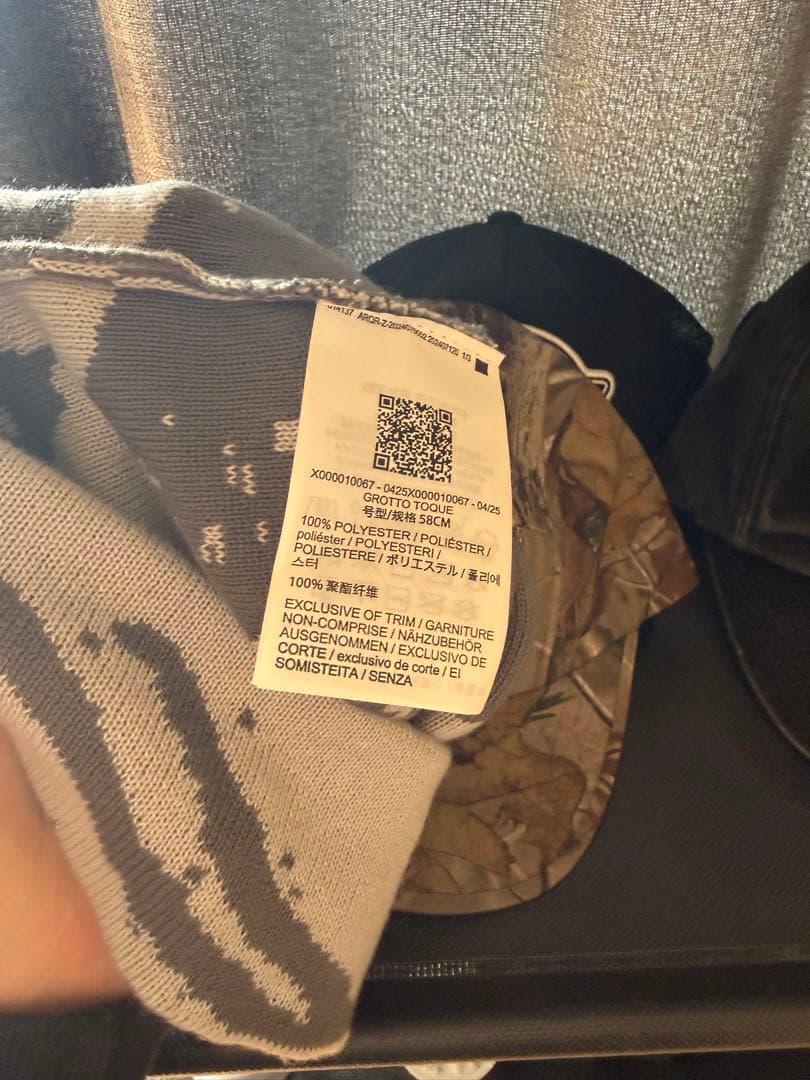 X000010067 - 0425X000010067 - 04/25
GROTTO TOQUE
号型/规格 58CM
100% POLYESTER / POLIÉSTER /
poliéster / POLYESTERI /
POLIESTERE / ポリエステル / 폴리에
스터
100% 聚酯纤维
EXCLUSIVE OF TRIM / GARNITURE
NON-COMPRISE / NÄHZUBEHÖR
AUSGENOMMEN / EXCLUSIVO DE
CORTE / exclusivo de corte / EI
SOMISTEITA / SENZA